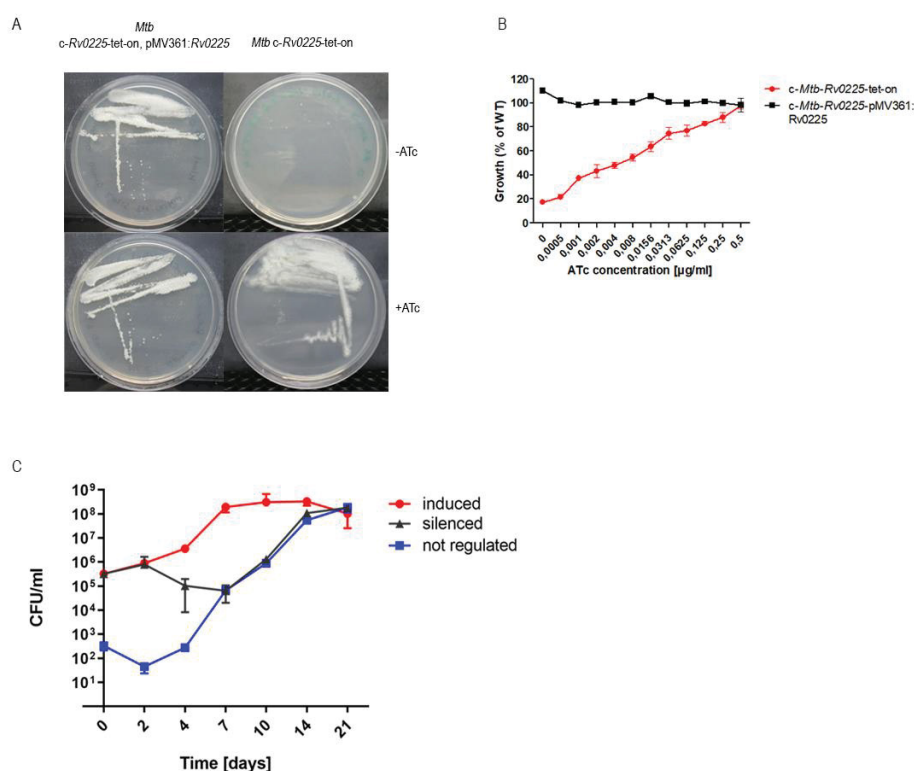 A
Mtb
c-Rv0225-tet-on, pMV361:Rv0225
Mtb c-Rv0225-tet-on
-ATc
+ATc
B
Growth (% of WT)
120
100
80
60
40
20
0
0
0,0005
0,001
0,002
0,004
0,008
0,0156
0,0313
0,0625
0,125
0,25
0,5
ATc concentration [µg/ml]
c-Mtb-Rv0225-tet-on
c-Mtb-Rv0225-pMV361:
Rv0225
C
CFU/ml
10⁹
10⁸
10⁷
10⁶
10⁵
10⁴
10³
10²
10¹
0
2
4
7
10
14
21
Time [days]
induced
silenced
not regulated